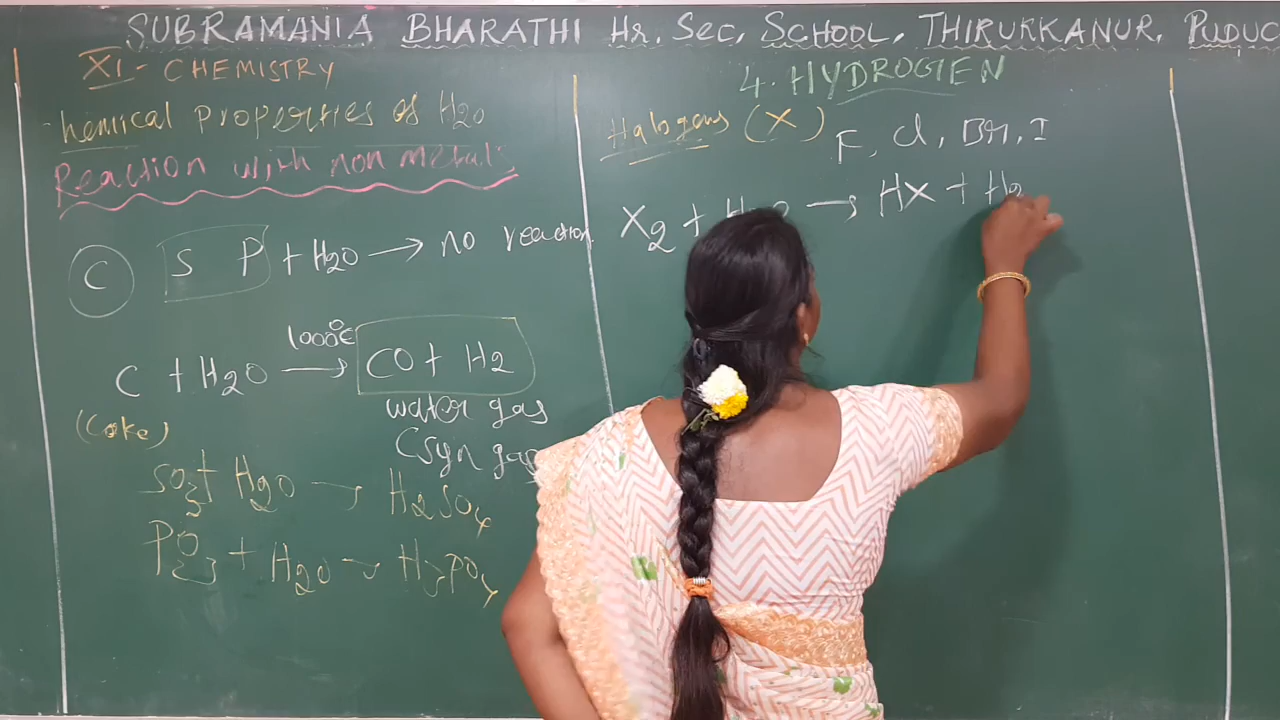 SUBRAMANIA BHARATHI Hr. Sec, SCHOOL, THIRUKKANUR, PUDUC
XI - CHEMISTRY
4. HYDROGEN
hemical properties of H2O
Reaction with non metals
C S P + H2O → no reaction
C + H2O 1000°C → CO + H2
(Coke)
water gas
(syn gas
SO3 + H2O → H2SO4
PO3 + H2O → H3PO4
Halogens (X)
F, Cl, Br, I
X2 + → HX +